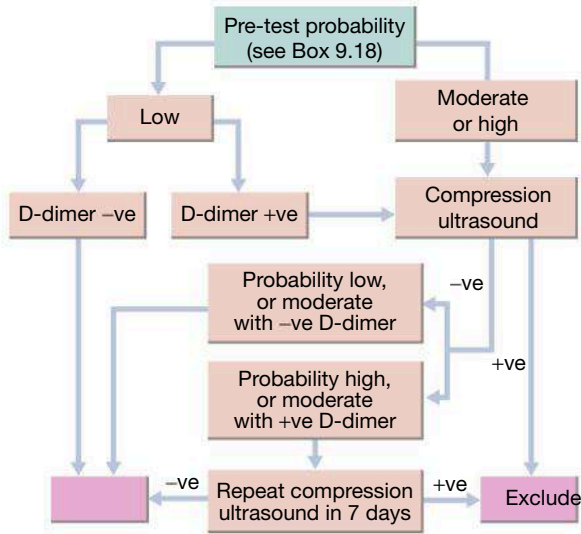 Pre-test probability
(see Box 9.18)
Low
Moderate
or high
D-dimer –ve
D-dimer +ve
Compression
ultrasound
Probability low,
or moderate
with –ve D-dimer
–ve
+ve
Probability high,
or moderate
with +ve D-dimer
–ve
Repeat compression
ultrasound in 7 days
+ve
Exclude